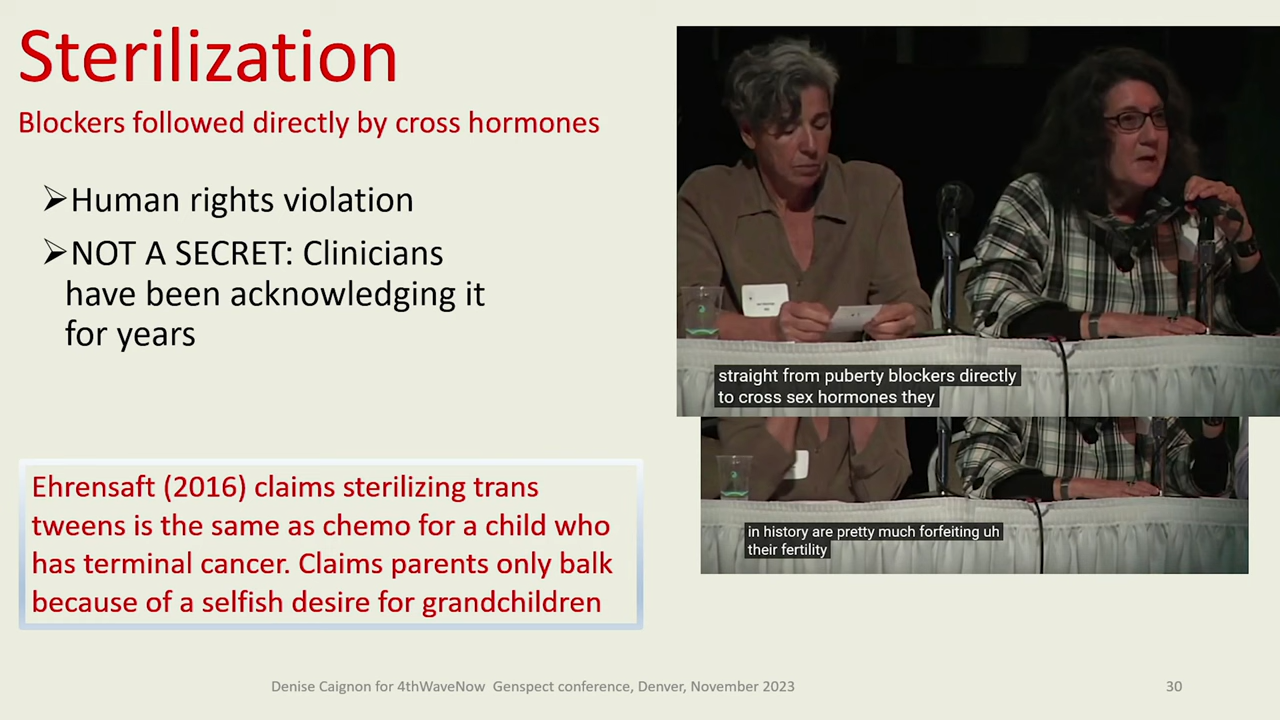 Sterilization
Blockers followed directly by cross hormones
➢Human rights violation
➢NOT A SECRET: Clinicians
have been acknowledging it
for years
straight from puberty blockers directly
to cross sex hormones they
in history are pretty much forfeiting uh
their fertility
Ehrensaft (2016) claims sterilizing trans
tweens is the same as chemo for a child who
has terminal cancer. Claims parents only balk
because of a selfish desire for grandchildren
Denise Caignon for 4thWaveNow Genspect conference, Denver, November 2023
30